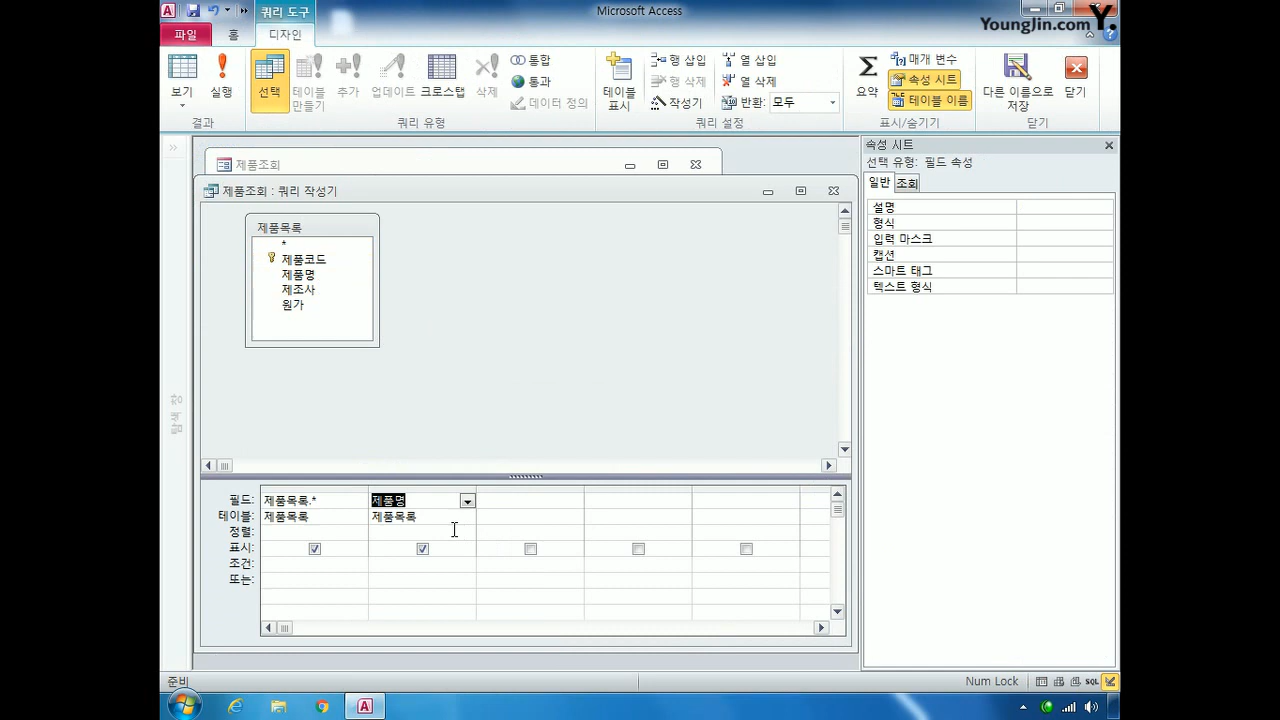 쿼리 도구
Microsoft Access
Younglin.com Y.
파일 홈 디자인
보기
실행
선택
테이블 만들기
추가
업데이트
크로스탭
삭제
통합
통과
데이터 정의
테이블 표시
행 삽입
행 삭제
작성기
열 삽입
열 삭제
반환: 모두
요약
매개 변수
속성 시트
테이블 이름
다른 이름으로 저장
닫기
결과
쿼리 유형
쿼리 설정
표시/숨기기
닫기
탐색 창
제품조회
제품조회 : 쿼리 작성기
제품목록
*
제품코드
제품명
제조사
원가
필드: 제품목록.* 제품명
테이블: 제품목록 제품목록
정렬:
표시:
조건:
또는:
속성 시트
선택 유형: 필드 속성
일반 조회
설명
형식
입력 마스크
캡션
스마트 태그
텍스트 형식
준비
Num Lock
SQL